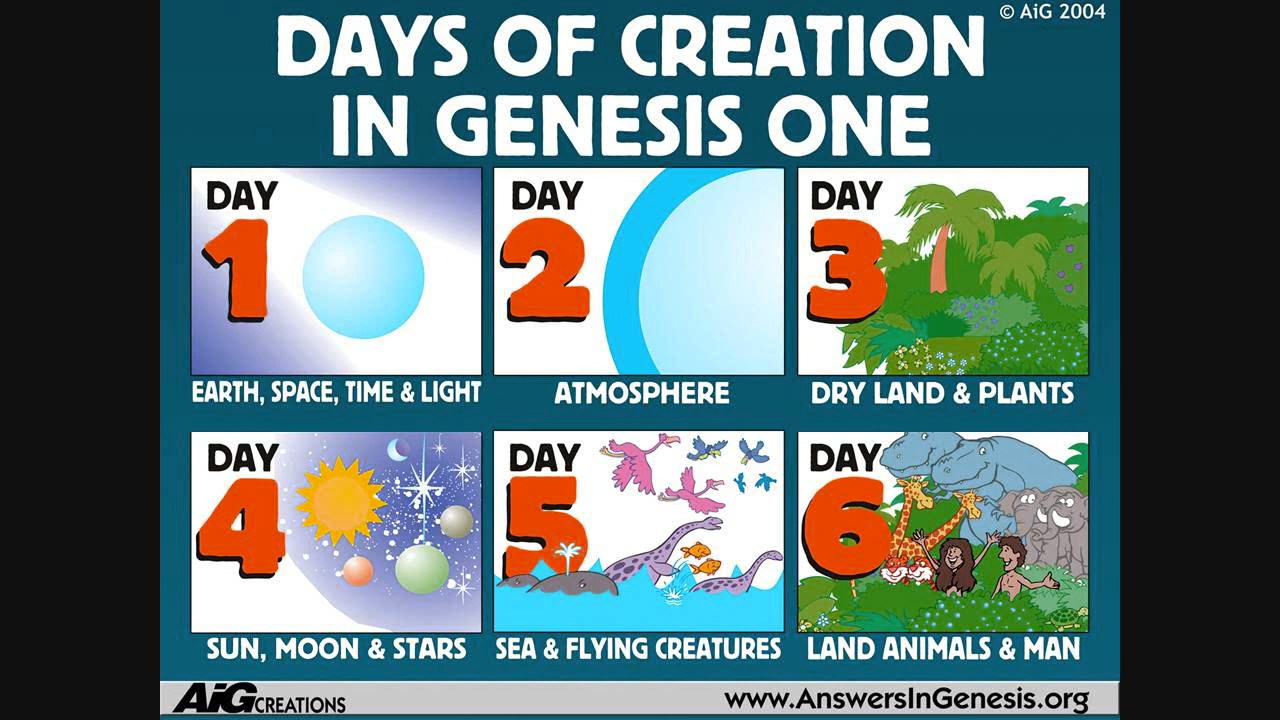 © AiG 2004
DAYS OF CREATION
IN GENESIS ONE
DAY
1
EARTH, SPACE, TIME & LIGHT
DAY
2
ATMOSPHERE
DAY
3
DRY LAND & PLANTS
DAY
4
SUN, MOON & STARS
DAY
5
SEA & FLYING CREATURES
DAY
6
LAND ANIMALS & MAN
AiG CREATIONS
www.AnswersInGenesis.org